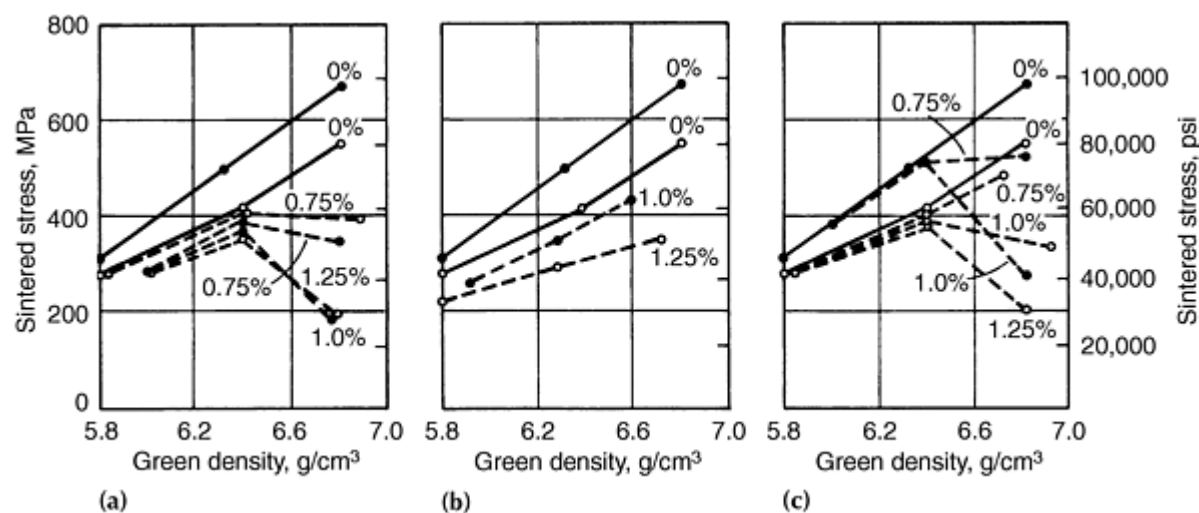 Sintered stress, MPa
800
600
400
200
0
0%
0%
0.75%
1.25%
0.75%
1.0%
5.8 6.2 6.6 7.0
Green density, g/cm³
(a)
0%
0%
1.0%
1.25%
5.8 6.2 6.6 7.0
Green density, g/cm³
(b)
0%
0.75%
0%
0.75%
1.0%
1.0%
1.25%
5.8 6.2 6.6 7.0
Green density, g/cm³
(c)
100,000
80,000
60,000
40,000
20,000
Sintered stress, psi